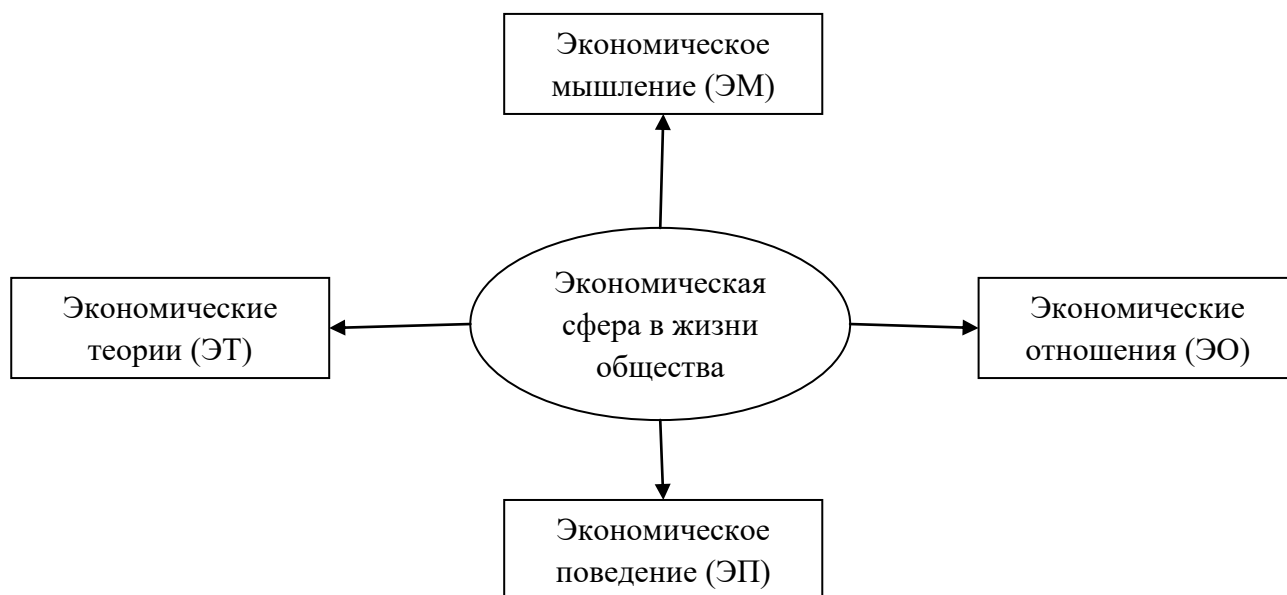 Экономическое
мышление (ЭМ)
Экономические
теории (ЭТ)
Экономическая
сфера в жизни
общества
Экономические
отношения (ЭО)
Экономическое
поведение (ЭП)